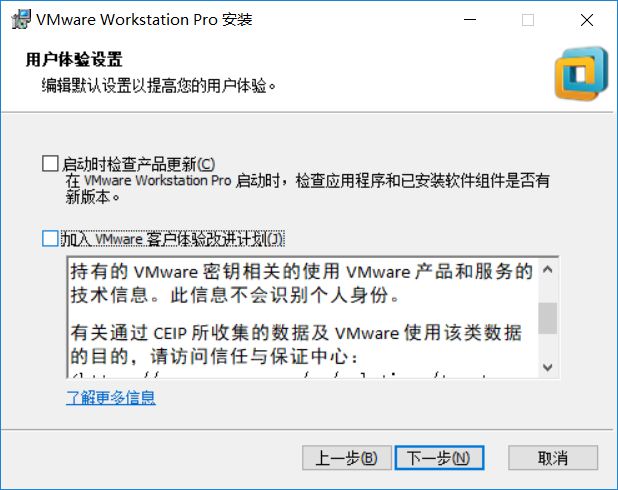 VMware Workstation Pro 安装
用户体验设置
编辑默认设置以提高您的用户体验。
启动时检查产品更新(C)
在 VMware Workstation Pro 启动时，检查应用程序和已安装软件组件是否有
新版本。
加入 VMware 客户体验改进计划(J)
持有的 VMware 密钥相关的使用 VMware 产品和服务的
技术信息。此信息不会识别个人身份。
有关通过 CEIP 所收集的数据及 VMware 使用该类数据
的目的，请访问信任与保证中心：
了解更多信息
上一步(B)
下一步(N)
取消